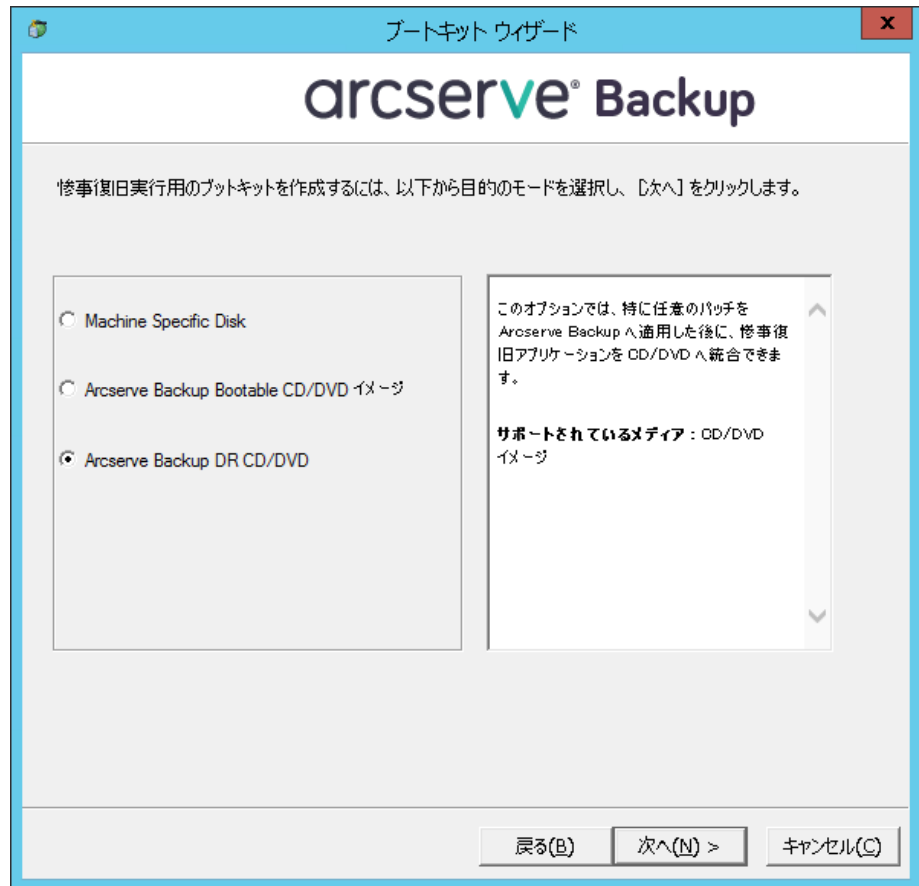 ブートキット ウィザード
x
arcserve® Backup
惨事復旧実行用のブットキットを作成するには、以下から目的のモードを選択し、 [次へ] をクリックします。
Machine Specific Disk
Arcserve Backup Bootable CD/DVD イメージ
Arcserve Backup DR CD/DVD
このオプションでは、特に任意のパッチを
Arcserve Backup へ適用した後に、惨事復
旧アプリケーションを CD/DVD へ統合できま
す。
サポートされているメディア : CD/DVD
イメージ
戻る(B)
次へ(N) >
キャンセル(C)